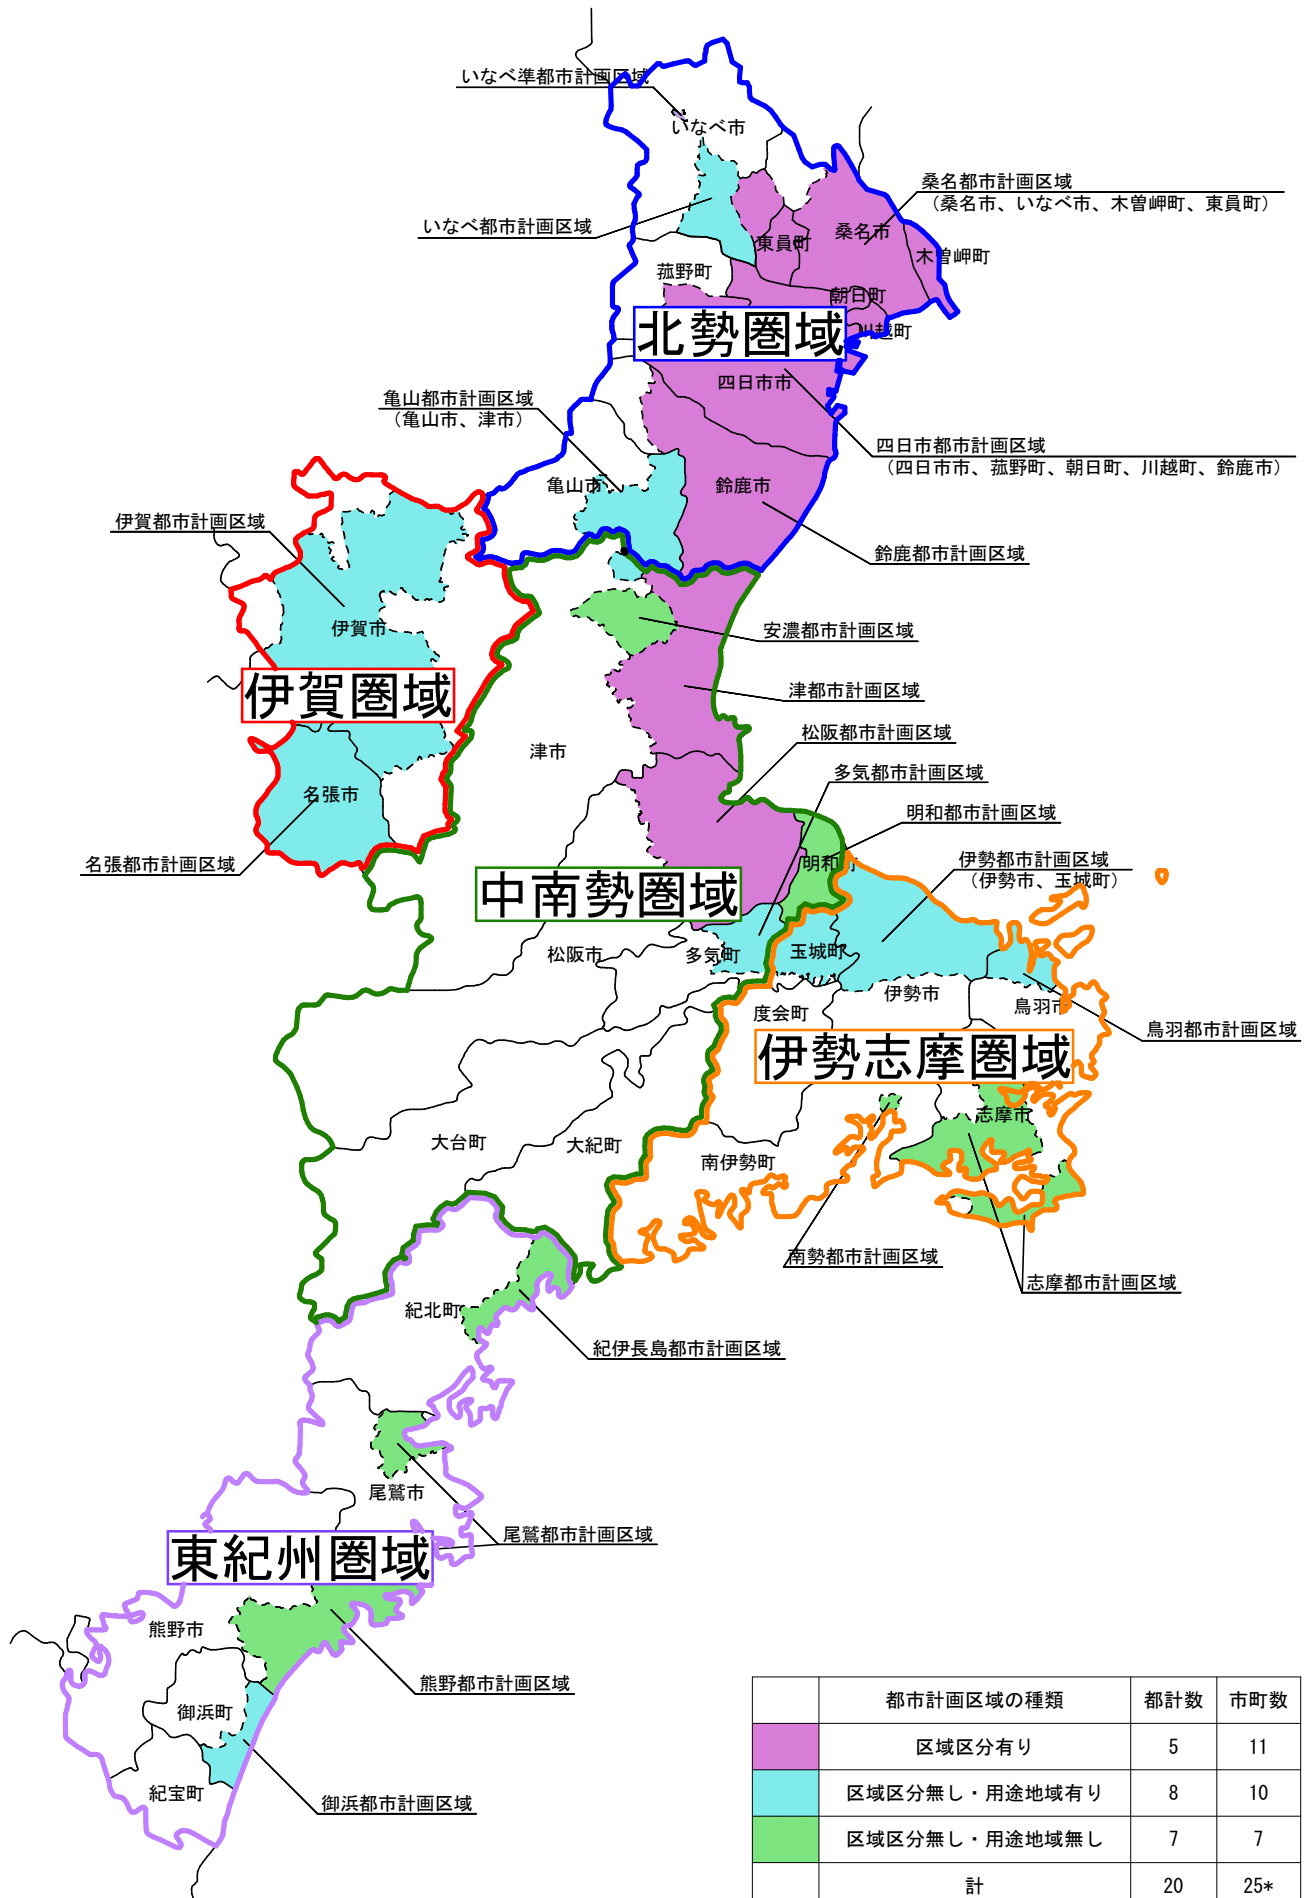 いなべ準都市計画区域
いなべ市
桑名都市計画区域
（桑名市、いなべ市、木曽岬町、東員町）
いなべ都市計画区域
東員町
桑名市
木曽岬町
菰野町
朝日町
川越町
北勢圏域
四日市市
亀山都市計画区域
（亀山市、津市）
四日市都市計画区域
（四日市市、菰野町、朝日町、川越町、鈴鹿市）
亀山市
鈴鹿市
伊賀都市計画区域
鈴鹿都市計画区域
伊賀市
安濃都市計画区域
伊賀圏域
津都市計画区域
松阪都市計画区域
津市
多気都市計画区域
名張市
明和都市計画区域
名張都市計画区域
明和町
伊勢都市計画区域
（伊勢市、玉城町）
中南勢圏域
松阪市
多気町
玉城町
伊勢市
鳥羽市
度会町
鳥羽都市計画区域
伊勢志摩圏域
志摩市
大台町
大紀町
南伊勢町
南勢都市計画区域
志摩都市計画区域
紀北町
紀伊長島都市計画区域
尾鷲市
尾鷲都市計画区域
東紀州圏域
熊野市
熊野都市計画区域
御浜町
紀宝町
御浜都市計画区域
都市計画区域の種類 都計数 市町数
区域区分有り 5 11
区域区分無し・用途地域有り 8 10
区域区分無し・用途地域無し 7 7
計 20 25*